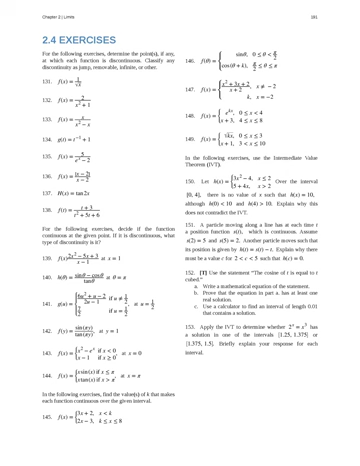 Chapter 2 | Limits 181
2.4 EXERCISES
For the following exercises, determine the point(s), if any,
at which each function is discontinuous. Classify any
discontinuity as jump, removable, infinite, or other.
131. f(x) = 1/√x
132. f(x) = 2/(x² + 1)
133. f(x) = x/(x² − x)
134. g(t) = t⁻¹ + 1
135. f(x) = 5/(eˣ − 2)
136. f(x) = |x − 2|/(x − 2)
137. H(x) = tan 2x
138. f(t) = (t + 3)/(t² + 5t + 6)
For the following exercises, decide if the function
continuous at the given point. If it is discontinuous, what
type of discontinuity is it?
139. f(x) (2x² − 5x + 3)/(x − 1) at x = 1
140. h(θ) = (sin θ − cos θ)/tan θ at θ = π
141. g(u) = { (6u² + u − 2)/(2u − 1) if u ≠ 1/2
7/2 if u = 1/2 , at u = 1/2
142. f(y) = sin(πy)/tan(πy), at y = 1
143. f(x) = { x² − eˣ if x < 0
x − 1 if x ≥ 0 , at x = 0
144. f(x) = { x sin(x) if x ≤ π
x tan(x) if x > π , at x = π
In the following exercises, find the value(s) of k that makes
each function continuous over the given interval.
145. f(x) = { 3x + 2, x < k
2x − 3, k ≤ x ≤ 8
146. f(θ) = { sin θ, 0 ≤ θ < π/2
cos(θ + k), π/2 ≤ θ ≤ π
147. f(x) = { (x² + 3x + 2)/(x + 2), x ≠ −2
k, x = −2
148. f(x) = { e^(kx), 0 ≤ x < 4
x + 3, 4 ≤ x ≤ 8
149. f(x) = { √(kx), 0 ≤ x ≤ 3
x + 1, 3 < x ≤ 10
In the following exercises, use the Intermediate Value
Theorem (IVT).
150. Let h(x) = { 3x² − 4, x ≤ 2
5 + 4x, x > 2 Over the interval
[0, 4], there is no value of x such that h(x) = 10,
although h(0) < 10 and h(4) > 10. Explain why this
does not contradict the IVT.
151. A particle moving along a line has at each time t
a position function s(t), which is continuous. Assume
s(2) = 5 and s(5) = 2. Another particle moves such that
its position is given by h(t) = s(t) − t. Explain why there
must be a value c for 2 < c < 5 such that h(c) = 0.
152. [T] Use the statement “The cosine of t is equal to t
cubed.”
a. Write a mathematical equation of the statement.
b. Prove that the equation in part a. has at least one
real solution.
c. Use a calculator to find an interval of length 0.01
that contains a solution.
153. Apply the IVT to determine whether 2ˣ = x³ has
a solution in one of the intervals [1.25, 1.375] or
[1.375, 1.5]. Briefly explain your response for each
interval.